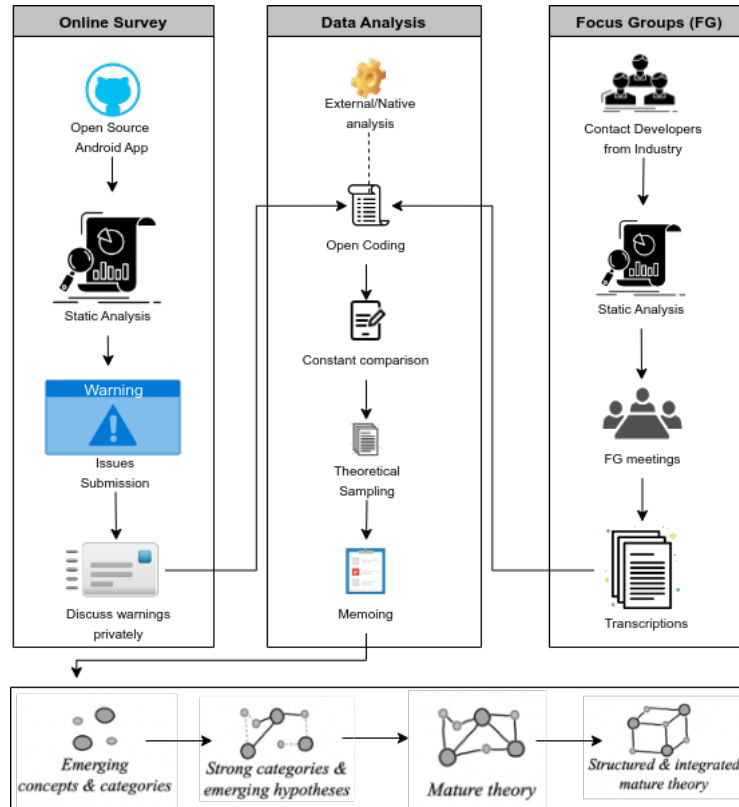 Online Survey
Open Source
Android App
Static Analysis
Warning
Issues
Submission
Discuss warnings
privately
Data Analysis
External/Native
analysis
Open Coding
Constant comparison
Theoretical
Sampling
Memoing
Focus Groups (FG)
Contact Developers
from Industry
Static Analysis
FG meetings
Transcriptions
Emerging
concepts & categories
Strong categories &
emerging hypotheses
Mature theory
Structured & integrated
mature theory